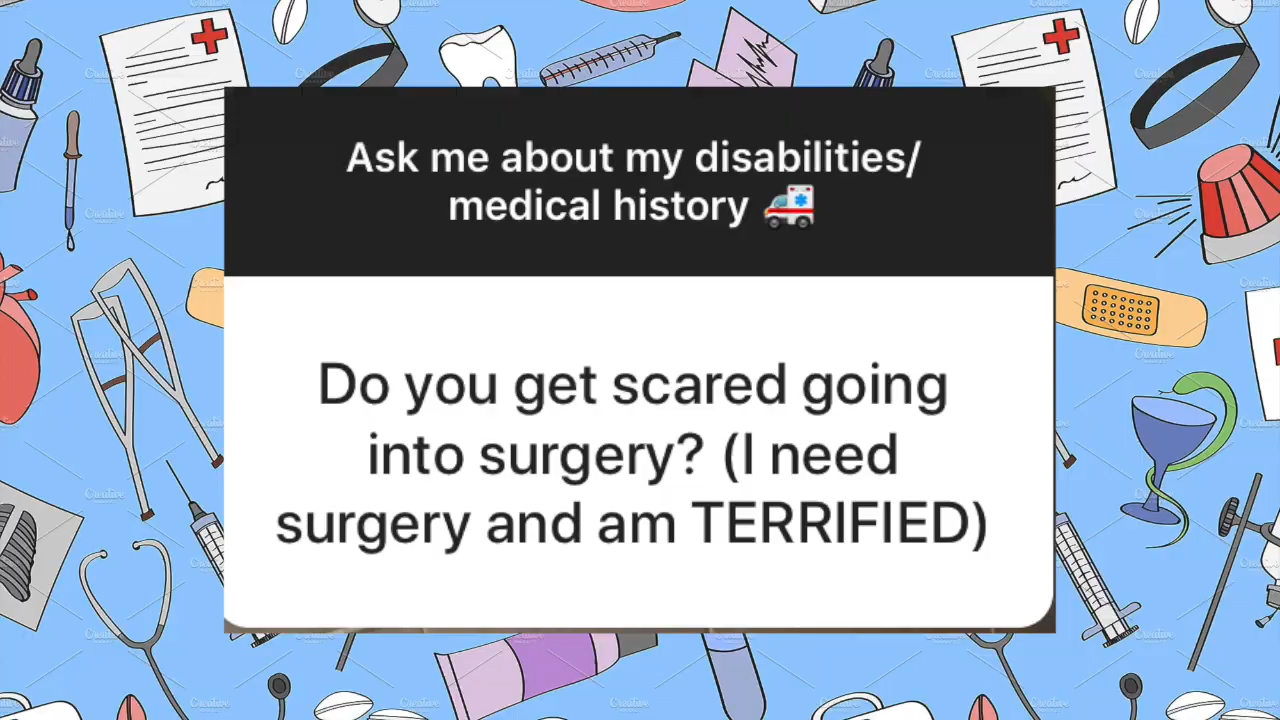 Ask me about my disabilities/
medical history 🚑
Do you get scared going
into surgery? (I need
surgery and am TERRIFIED)